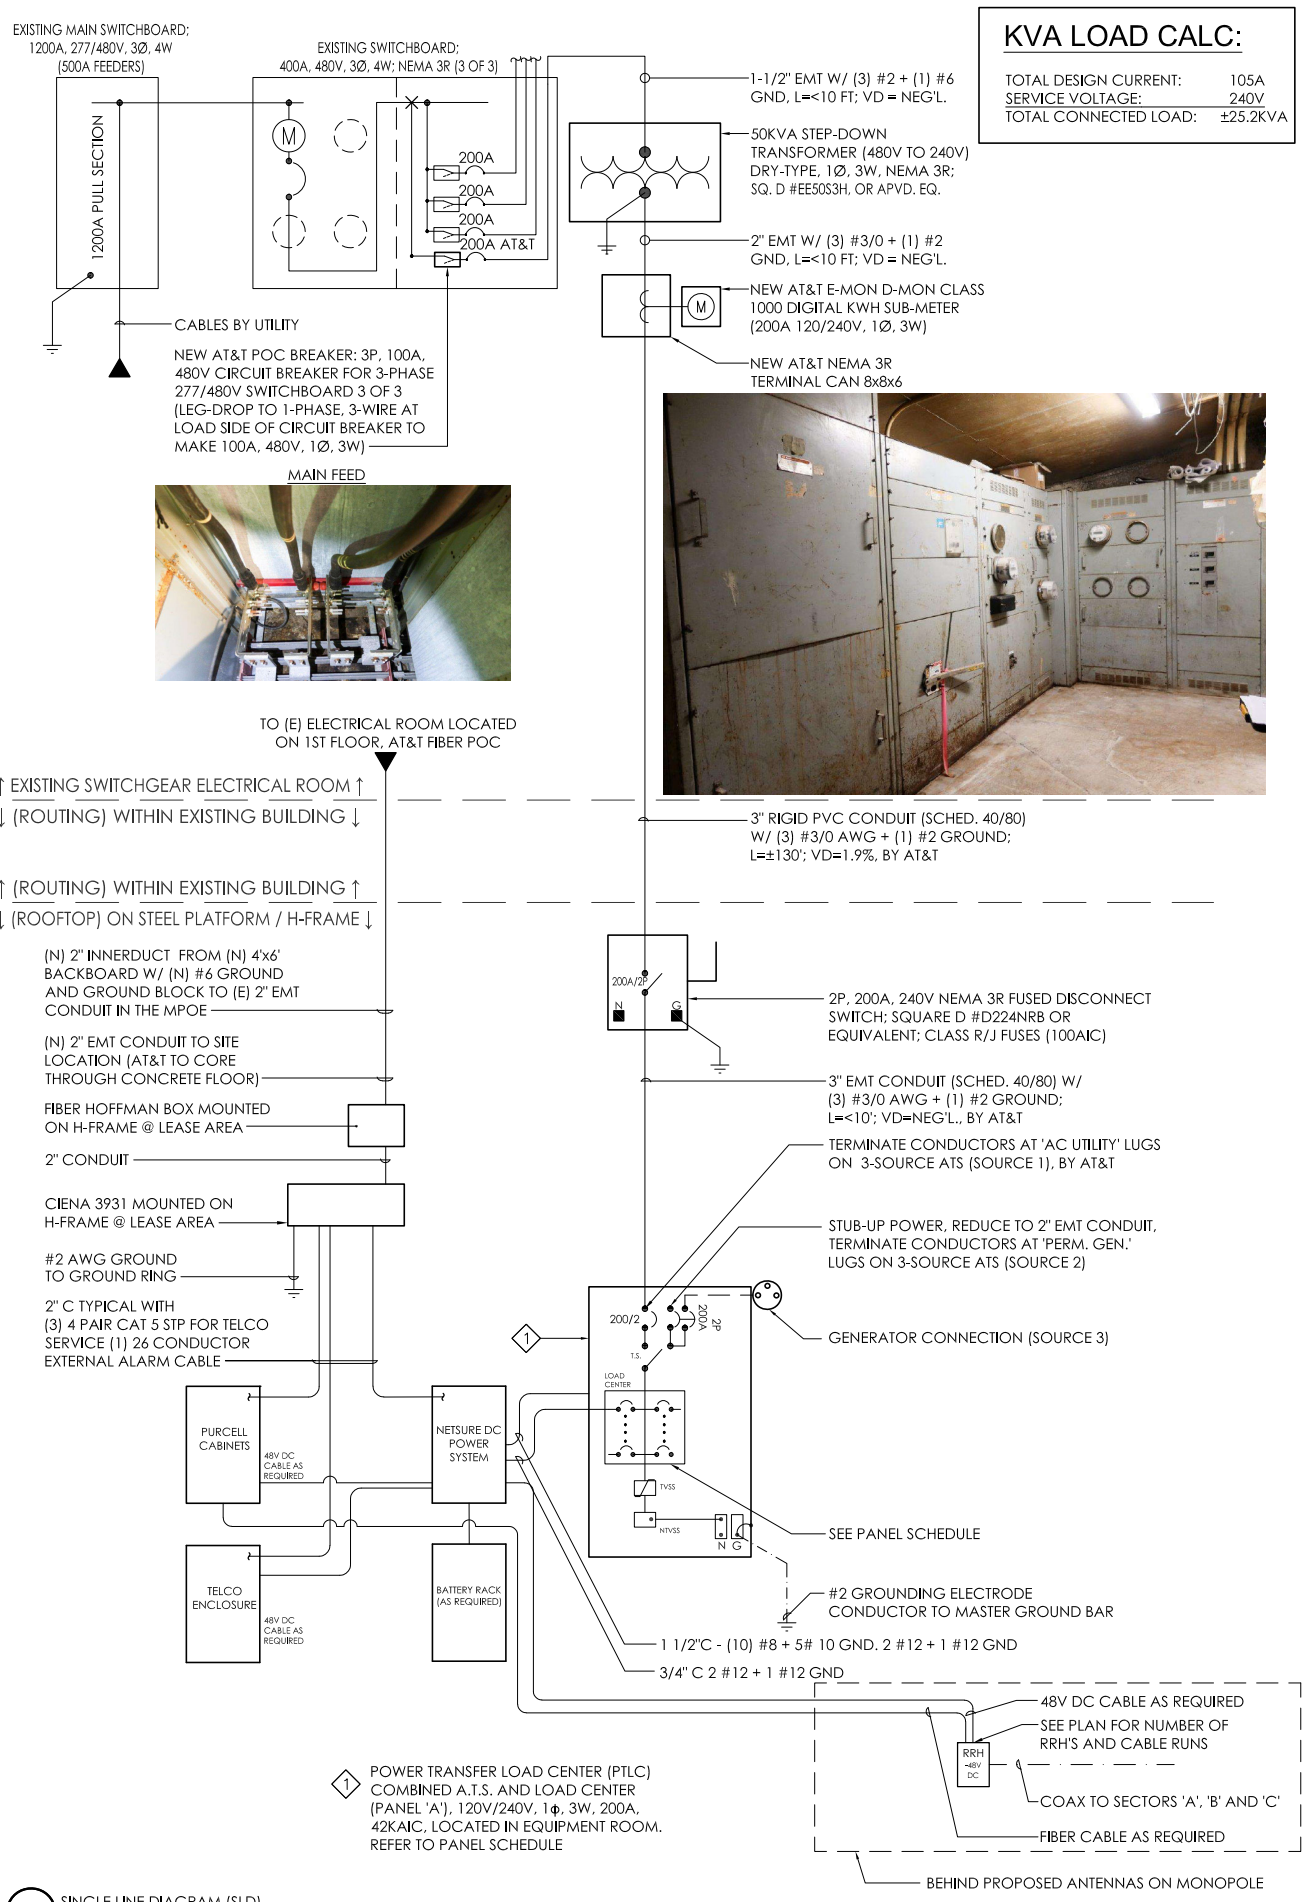 EXISTING MAIN SWITCHBOARD;
1200A, 277/480V, 3Ø, 4W
(500A FEEDERS)
EXISTING SWITCHBOARD;
400A, 480V, 3Ø, 4W; NEMA 3R (3 OF 3)
1200A PULL SECTION
M
200A
200A
200A
200A AT&T
KVA LOAD CALC:
TOTAL DESIGN CURRENT: 105A
SERVICE VOLTAGE: 240V
TOTAL CONNECTED LOAD: ±25.2KVA
1-1/2" EMT W/ (3) #2 + (1) #6
GND, L=<10 FT; VD = NEG'L.
50KVA STEP-DOWN
TRANSFORMER (480V TO 240V)
DRY-TYPE, 1Ø, 3W, NEMA 3R;
SQ. D #EE50S3H, OR APVD. EQ.
2" EMT W/ (3) #3/0 + (1) #2
GND, L=<10 FT; VD = NEG'L.
M
NEW AT&T E-MON D-MON CLASS
1000 DIGITAL KWH SUB-METER
(200A 120/240V, 1Ø, 3W)
NEW AT&T NEMA 3R
TERMINAL CAN 8x8x6
CABLES BY UTILITY
NEW AT&T POC BREAKER: 3P, 100A,
480V CIRCUIT BREAKER FOR 3-PHASE
277/480V SWITCHBOARD 3 OF 3
(LEG-DROP TO 1-PHASE, 3-WIRE AT
LOAD SIDE OF CIRCUIT BREAKER TO
MAKE 100A, 480V, 1Ø, 3W)
MAIN FEED
TO (E) ELECTRICAL ROOM LOCATED
ON 1ST FLOOR, AT&T FIBER POC
↑ EXISTING SWITCHGEAR ELECTRICAL ROOM ↑
↓ (ROUTING) WITHIN EXISTING BUILDING ↓
3" RIGID PVC CONDUIT (SCHED. 40/80)
W/ (3) #3/0 AWG + (1) #2 GROUND;
L=±130'; VD=1.9%, BY AT&T
↑ (ROUTING) WITHIN EXISTING BUILDING ↑
↓ (ROOFTOP) ON STEEL PLATFORM / H-FRAME ↓
(N) 2" INNERDUCT FROM (N) 4'x6'
BACKBOARD W/ (N) #6 GROUND
AND GROUND BLOCK TO (E) 2" EMT
CONDUIT IN THE MPOE
(N) 2" EMT CONDUIT TO SITE
LOCATION (AT&T TO CORE
THROUGH CONCRETE FLOOR)
FIBER HOFFMAN BOX MOUNTED
ON H-FRAME @ LEASE AREA
2" CONDUIT
CIENA 3931 MOUNTED ON
H-FRAME @ LEASE AREA
#2 AWG GROUND
TO GROUND RING
2" C TYPICAL WITH
(3) 4 PAIR CAT 5 STP FOR TELCO
SERVICE (1) 26 CONDUCTOR
EXTERNAL ALARM CABLE
200A/2P
N G
2P, 200A, 240V NEMA 3R FUSED DISCONNECT
SWITCH; SQUARE D #D224NRB OR
EQUIVALENT; CLASS R/J FUSES (100AIC)
3" EMT CONDUIT (SCHED. 40/80) W/
(3) #3/0 AWG + (1) #2 GROUND;
L=<10'; VD=NEG'L., BY AT&T
TERMINATE CONDUCTORS AT 'AC UTILITY' LUGS
ON 3-SOURCE ATS (SOURCE 1), BY AT&T
STUB-UP POWER, REDUCE TO 2" EMT CONDUIT,
TERMINATE CONDUCTORS AT 'PERM. GEN.'
LUGS ON 3-SOURCE ATS (SOURCE 2)
GENERATOR CONNECTION (SOURCE 3)
1
200/2
2P
200A
T.S.
LOAD
CENTER
TVSS
NTVSS
N G
SEE PANEL SCHEDULE
#2 GROUNDING ELECTRODE
CONDUCTOR TO MASTER GROUND BAR
PURCELL
CABINETS
48V DC
CABLE AS
REQUIRED
NETSURE DC
POWER
SYSTEM
TELCO
ENCLOSURE
48V DC
CABLE AS
REQUIRED
BATTERY RACK
(AS REQUIRED)
1 1/2"C - (10) #8 + 5# 10 GND. 2 #12 + 1 #12 GND
3/4" C 2 #12 + 1 #12 GND
48V DC CABLE AS REQUIRED
SEE PLAN FOR NUMBER OF
RRH'S AND CABLE RUNS
RRH
-48V
DC
COAX TO SECTORS 'A', 'B' AND 'C'
FIBER CABLE AS REQUIRED
BEHIND PROPOSED ANTENNAS ON MONOPOLE
1
POWER TRANSFER LOAD CENTER (PTLC)
COMBINED A.T.S. AND LOAD CENTER
(PANEL 'A'), 120V/240V, 1ɸ, 3W, 200A,
42KAIC, LOCATED IN EQUIPMENT ROOM.
REFER TO PANEL SCHEDULE
SINGLE LINE DIAGRAM (SLD)